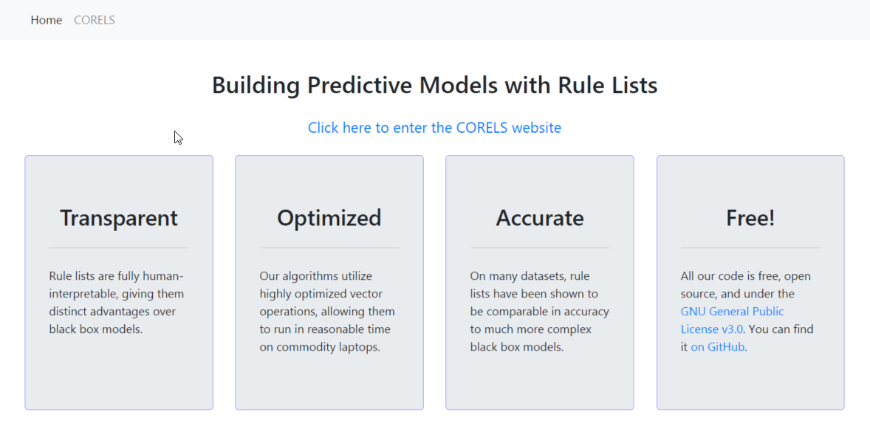 Home CORELS
Building Predictive Models with Rule Lists
Click here to enter the CORELS website
Transparent
Rule lists are fully human-
interpretable, giving them
distinct advantages over
black box models.
Optimized
Our algorithms utilize
highly optimized vector
operations, allowing them
to run in reasonable time
on commodity laptops.
Accurate
On many datasets, rule
lists have been shown to
be comparable in accuracy
to much more complex
black box models.
Free!
All our code is free, open
source, and under the
GNU General Public
License v3.0. You can find
it on GitHub.